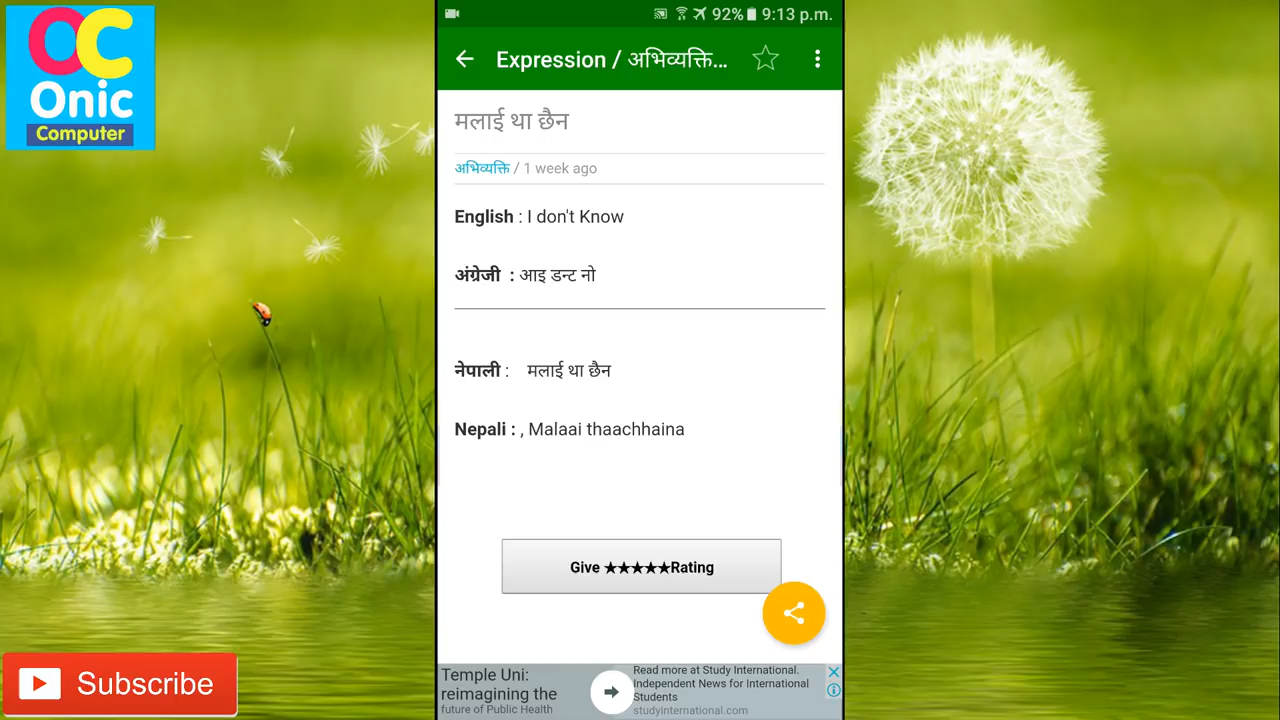 OC
Onic
Computer
92% 9:13 p.m.
Expression / अभिव्यक्ति...
मलाई था छैन
अभिव्यक्ति / 1 week ago
English : I don't Know
अंग्रेजी : आइ डन्ट नो
नेपाली : मलाई था छैन
Nepali : , Malaai thaachhaina
Give ★★★★★Rating
Temple Uni:
reimagining the
future of Public Health
Read more at Study International.
Independent News for International
Students
studyinternational.com
Subscribe